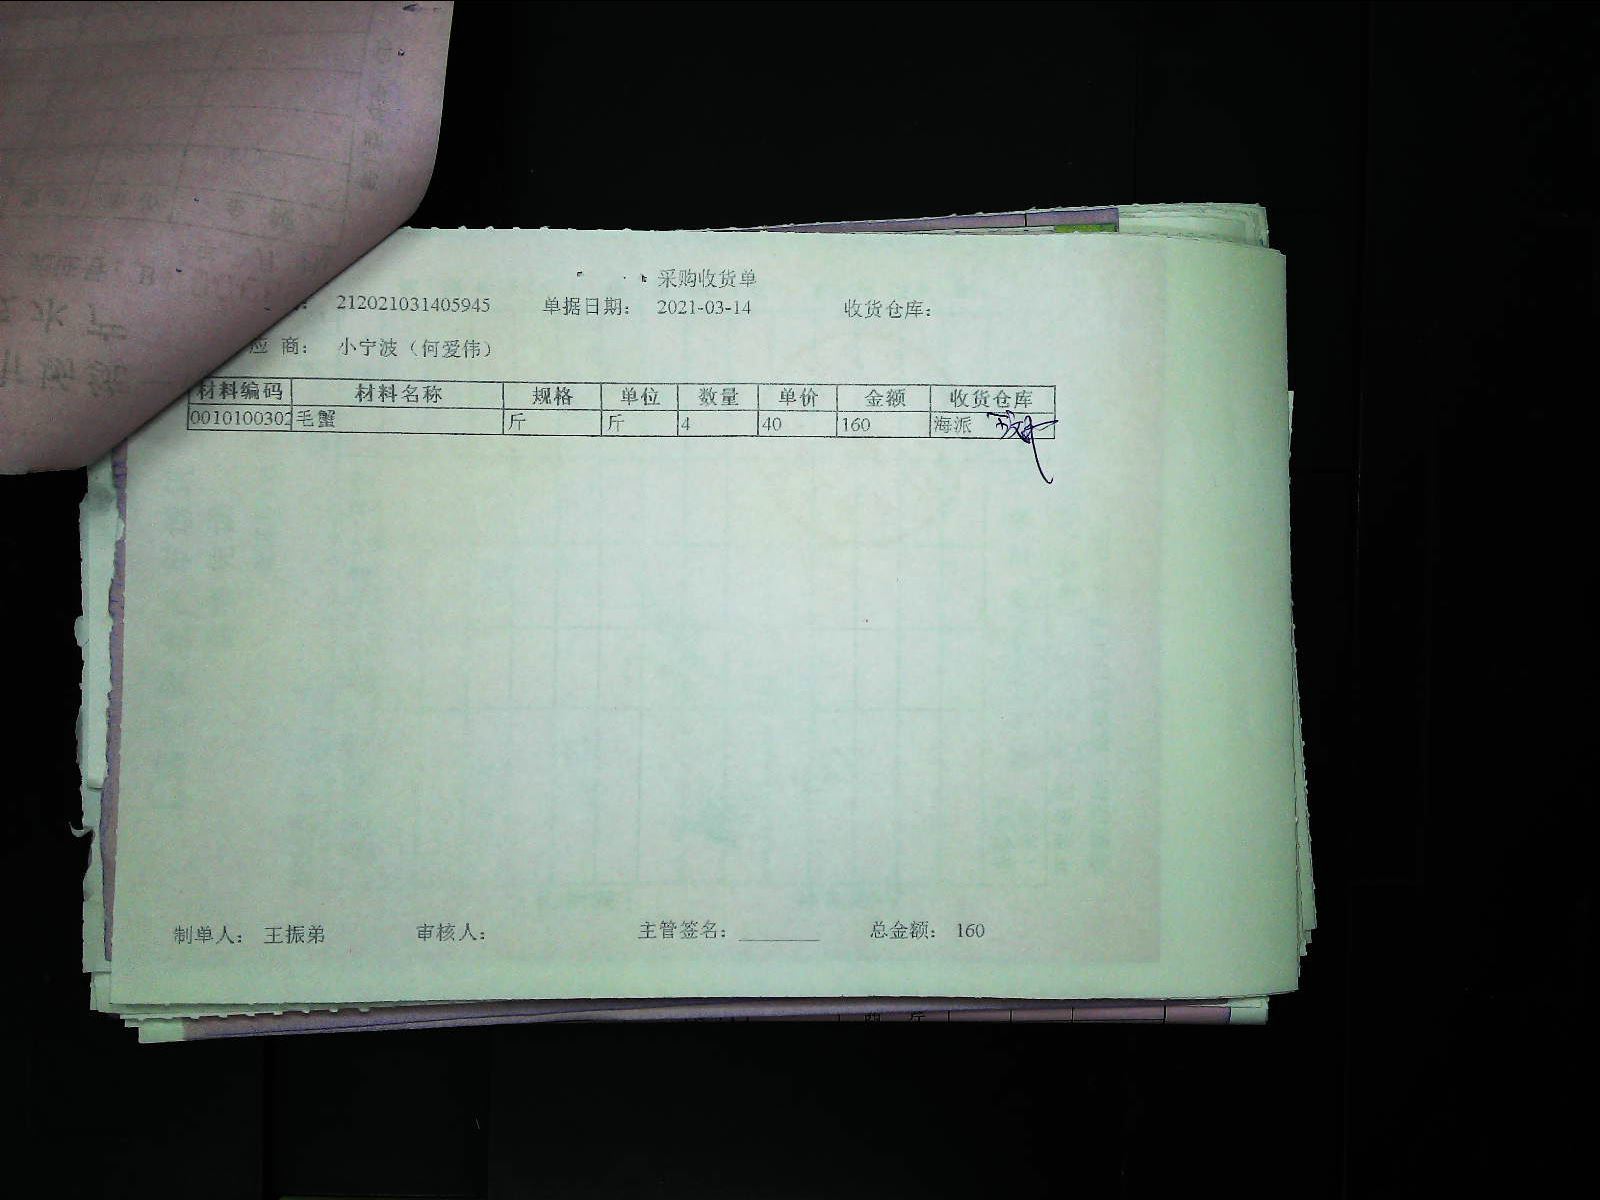 采购收货单
212021031405945 单据日期： 2021-03-14 收货仓库：
应 商： 小宁波（何爱伟）
材料编码 材料名称 规格 单位 数量 单价 金额 收货仓库
0010100302 毛蟹 斤 斤 4 40 160 海派
制单人： 王振弟 审核人： 主管签名： 总金额： 160